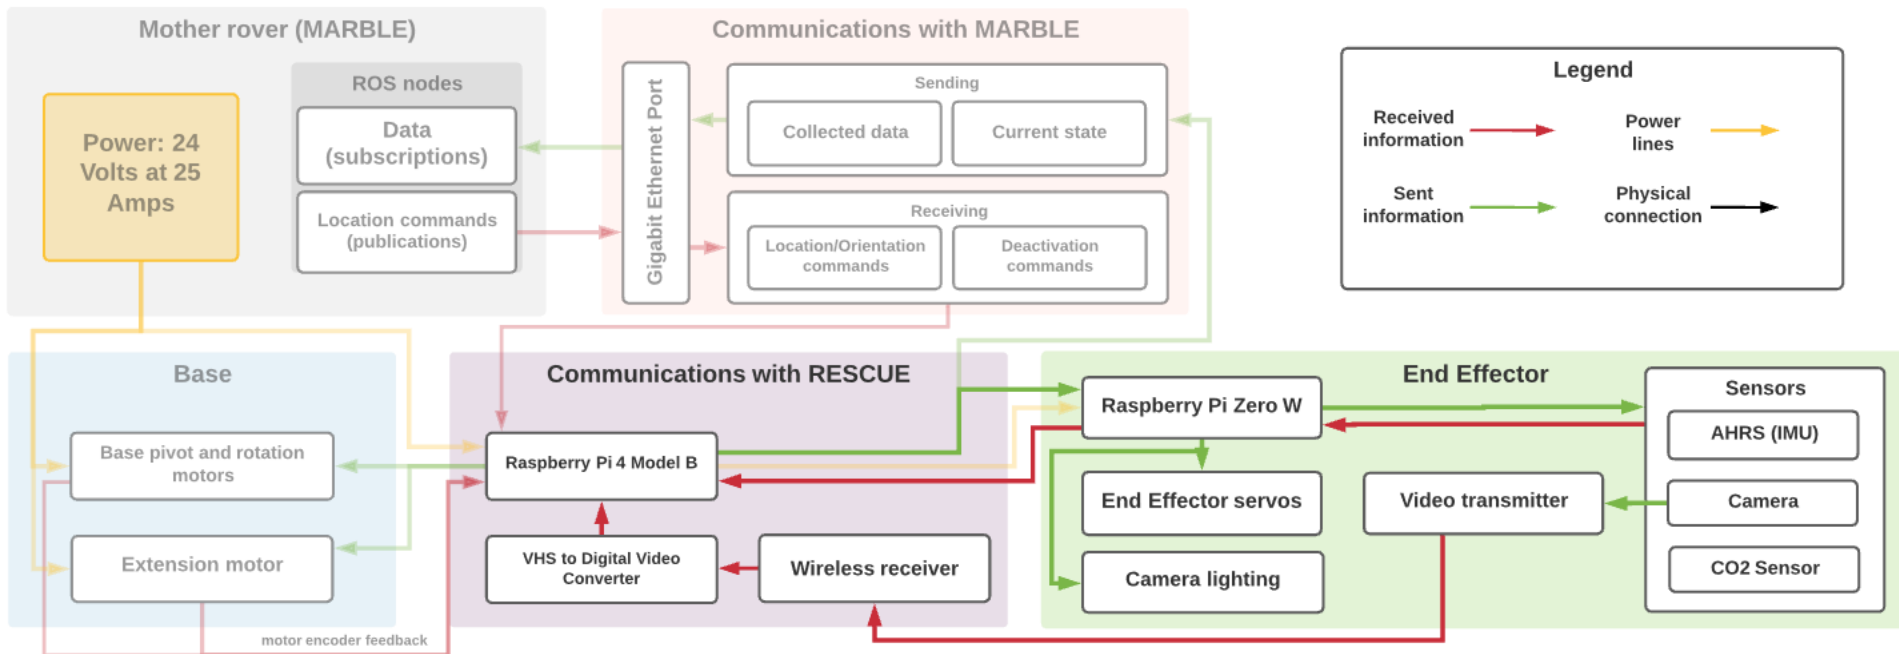 Mother rover (MARBLE)
Power: 24
Volts at 25
Amps
ROS nodes
Data
(subscriptions)
Location commands
(publications)
Communications with MARBLE
Gigabit Ethernet Port
Sending
Collected data
Current state
Receiving
Location/Orientation
commands
Deactivation
commands
Legend
Received
information
Power
lines
Sent
information
Physical
connection
Base
Base pivot and rotation
motors
Extension motor
motor encoder feedback
Communications with RESCUE
Raspberry Pi 4 Model B
VHS to Digital Video
Converter
Wireless receiver
End Effector
Raspberry Pi Zero W
End Effector servos
Camera lighting
Video transmitter
Sensors
AHRS (IMU)
Camera
CO2 Sensor